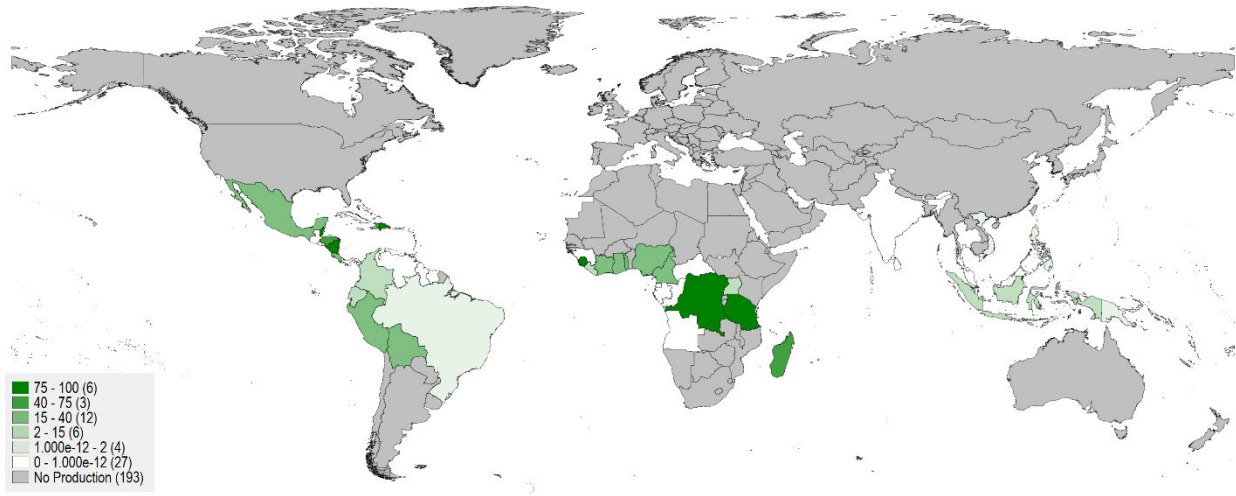 75 - 100 (6)
40 - 75 (3)
15 - 40 (12)
2 - 15 (6)
1.000e-12 - 2 (4)
0 - 1.000e-12 (27)
No Production (193)